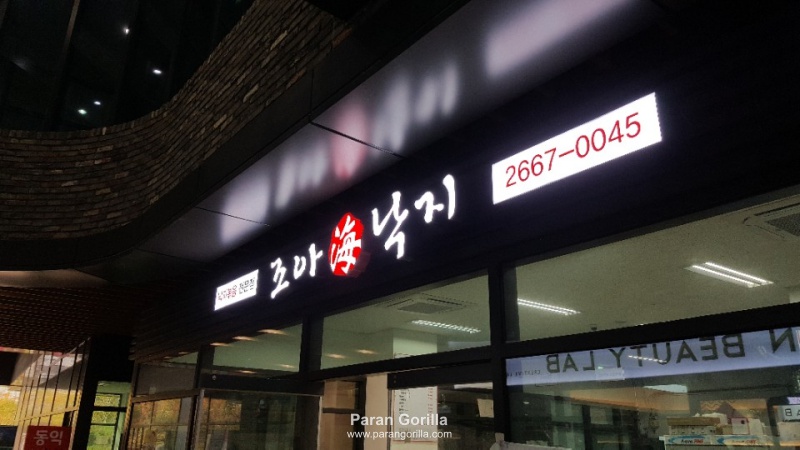 조아海낙지
2667-0045
N BEAUTY LAB
동익
Paran Gorilla
www.parangorilla.com